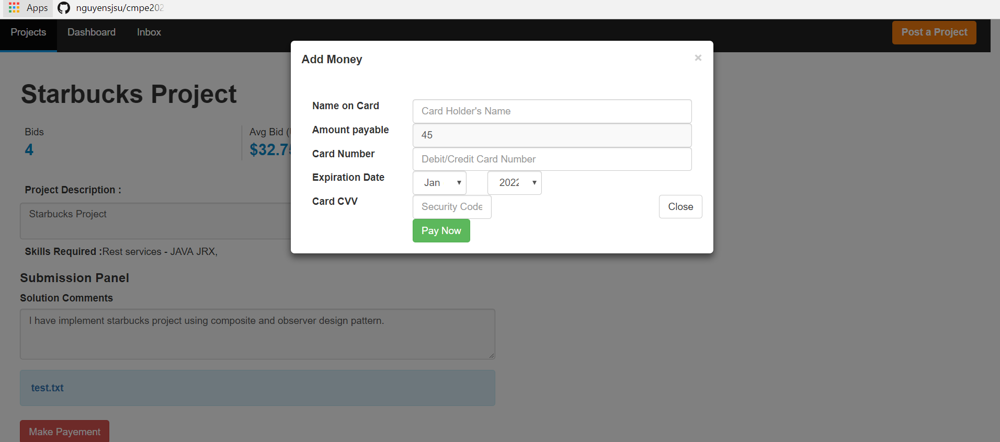 Apps nguyensjsu/cmpe202
Projects Dashboard Inbox Post a Project
Add Money ×
Starbucks Project
Name on Card Card Holder's Name
Amount payable 45
Card Number Debit/Credit Card Number
Expiration Date Jan 2022
Card CVV Security Code Close
Pay Now
Bids Avg Bid (
4 $32.75
Project Description :
Starbucks Project
Skills Required :Rest services - JAVA JRX,
Submission Panel
Solution Comments
I have implement starbucks project using composite and observer design pattern.
test.txt
Make Payement